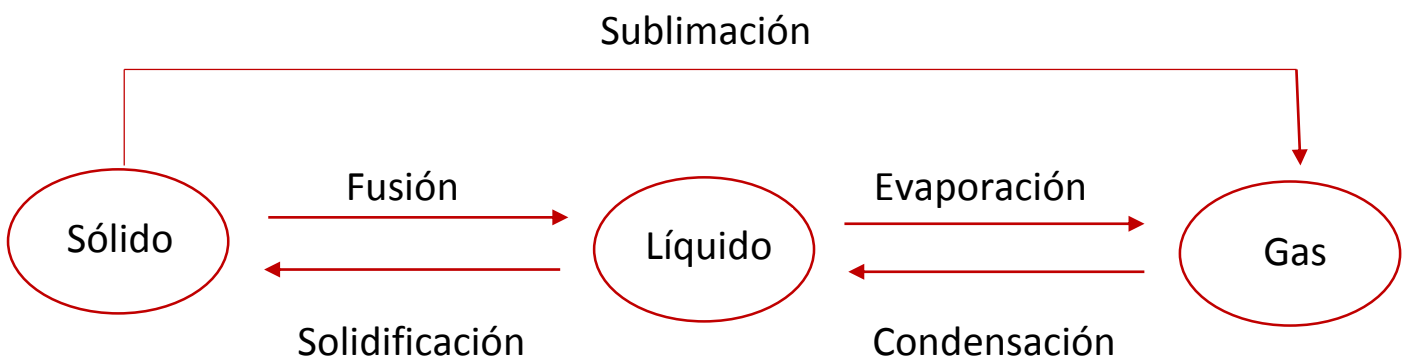 Sublimación
Fusión
Evaporación
Sólido
Líquido
Gas
Solidificación
Condensación